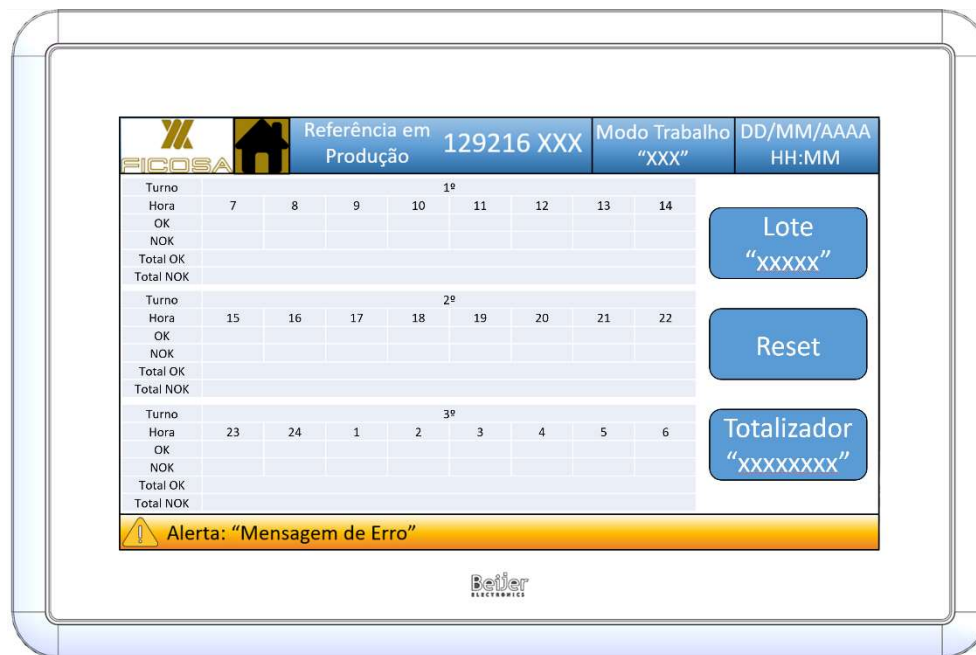 FICOSA
Referência em Produção
129216 XXX
Modo Trabalho
“XXX”
DD/MM/AAAA
HH:MM
Turno 1º
Hora 7 8 9 10 11 12 13 14
OK
NOK
Total OK
Total NOK
Turno 2º
Hora 15 16 17 18 19 20 21 22
OK
NOK
Total OK
Total NOK
Turno 3º
Hora 23 24 1 2 3 4 5 6
OK
NOK
Total OK
Total NOK
Lote
“xxxxx”
Reset
Totalizador
“xxxxxxxx”
Alerta: “Mensagem de Erro”
Beijer
ELECTRONICS